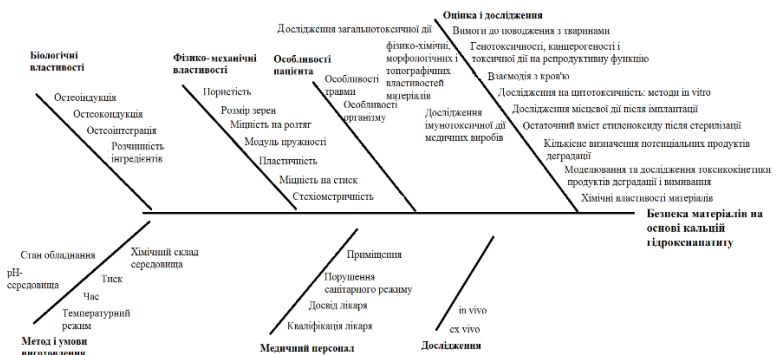 Біологічні
властивості
Остеоіндукція
Остеокондукція
Остеоінтеграція
Розчинність
інгредієнтів
Фізико-механічні
властивості
Пористість
Розмір зерен
Міцність на розтяг
Модуль пружності
Пластичність
Міцність на стиск
Стехіометричність
Особливості
пацієнта
Особливості
травми
Особливості
організму
Оцінка і дослідження
Дослідження загальнотоксичної дії
фізико-хімічні,
морфологічних і
топографічних
властивостей
матеріалів
Дослідження
імунотоксичної дії
медичних виробів
Вимоги до поводження з тваринами
Генотоксичності, канцерогеності і
токсичної дії на рспродуктивну функцію
Взаємодія з кров'ю
Дослідження на цитотоксичність: методи in vitro
Дослідження місцевої дії після імплантації
Остаточний вміст етиленоксиду після стерилізації
Кількісне визначення потенціальних продуктів
деградації
Моделювання та дослідження токсикокінетики
продуктів деградації і вимивання
Хімічні властивості матеріалів
Безпека матеріалів на
основі кальцій
гідроксиапатиту
Стан обладнання
pH-
середовища
Час
Температурний
режим
Хімічний склад
середовища
Тиск
Метод і умови
виготовлення
Приміщення
Порушення
санітарного режиму
Досвід лікаря
Кваліфікація лікаря
Медичний персонал
in vivo
ex vivo
Дослідження